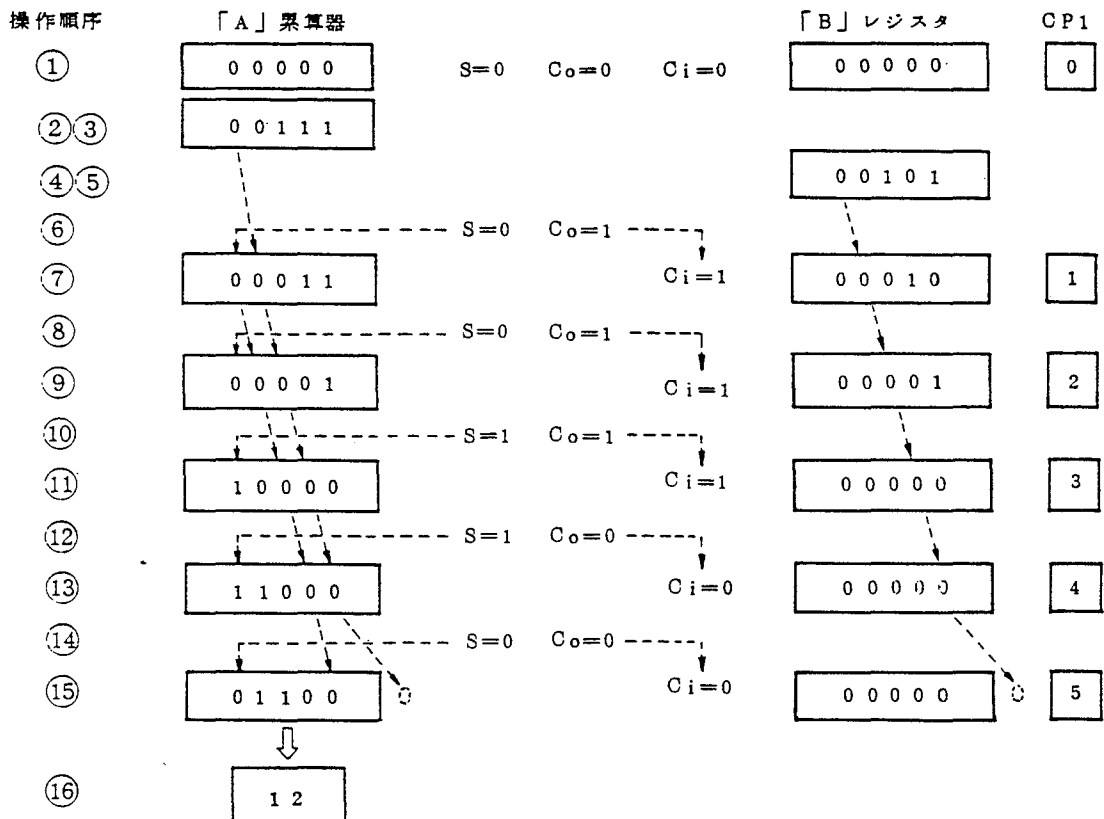 操作順序 「A」累算器 「B」レジスタ CP1
① 00000 S=0 Co=0 Ci=0 00000 0
②③ 00111
④⑤ 00101
⑥ S=0 Co=1
⑦ 00011 Ci=1 00010 1
⑧ S=0 Co=1
⑨ 00001 Ci=1 00001 2
⑩ S=1 Co=1
⑪ 10000 Ci=1 00000 3
⑫ S=1 Co=0
⑬ 11000 Ci=0 00000 4
⑭ S=0 Co=0
⑮ 01100 0 Ci=0 00000 0 5
⑯ 12